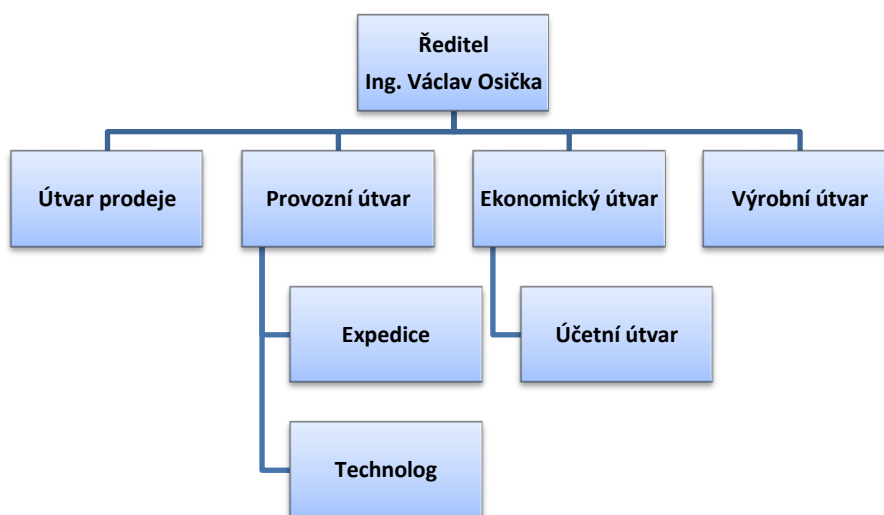 Ředitel
Ing. Václav Osička
Útvar prodeje
Provozní útvar
Ekonomický útvar
Výrobní útvar
Expedice
Účetní útvar
Technolog